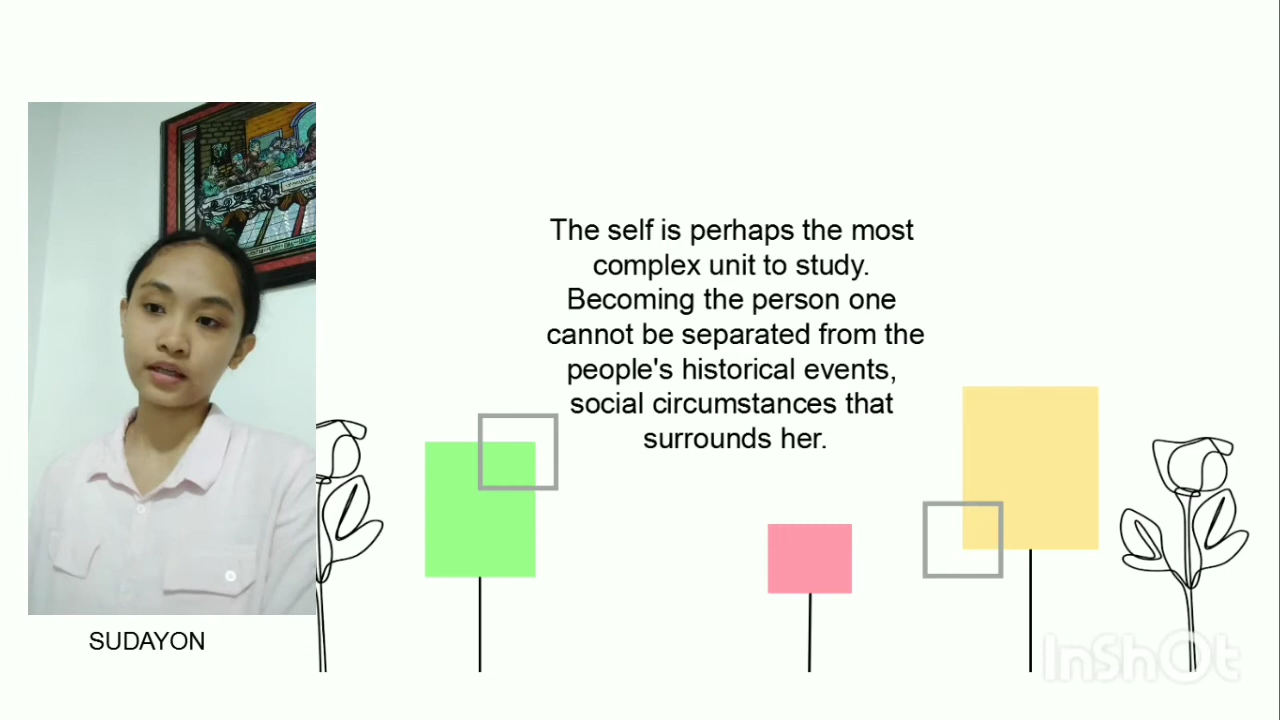 The self is perhaps the most
complex unit to study.
Becoming the person one
cannot be separated from the
people's historical events,
social circumstances that
surrounds her.
SUDAYON
InShOt